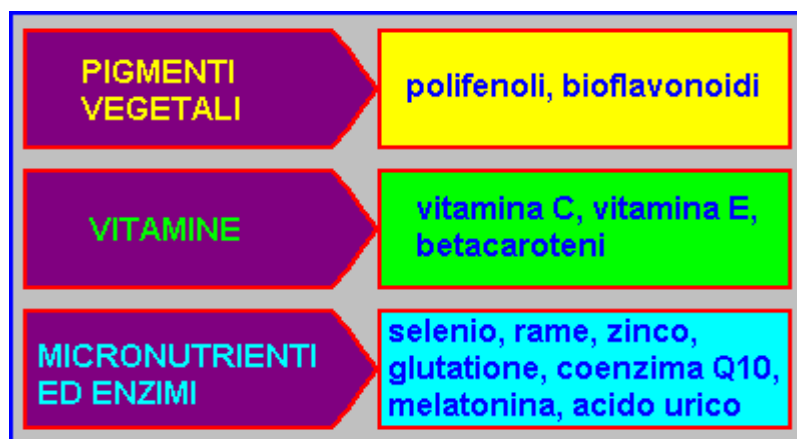 PIGMENTI
VEGETALI
polifenoli, bioflavonoidi
VITAMINE
vitamina C, vitamina E,
betacaroteni
MICRONUTRIENTI
ED ENZIMI
selenio, rame, zinco,
glutatione, coenzima Q10,
melatonina, acido urico